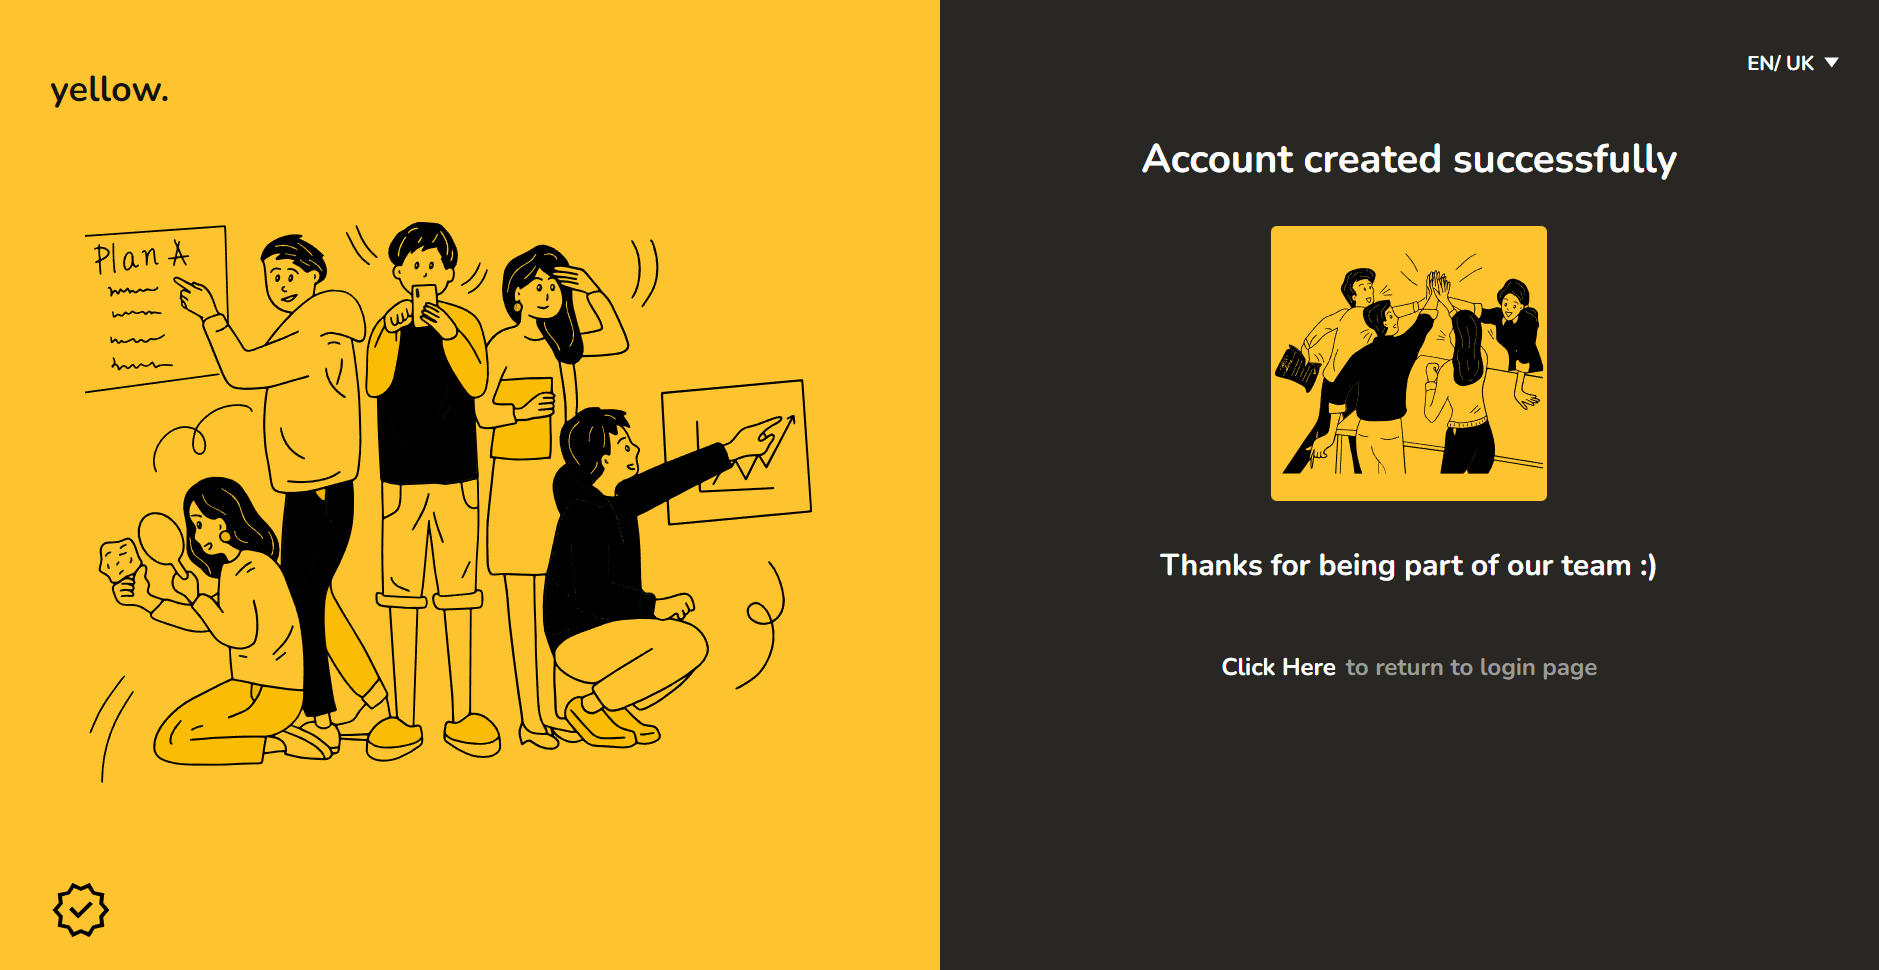 yellow.
Plan A
EN/ UK
Account created successfully
Thanks for being part of our team :)
Click Here to return to login page